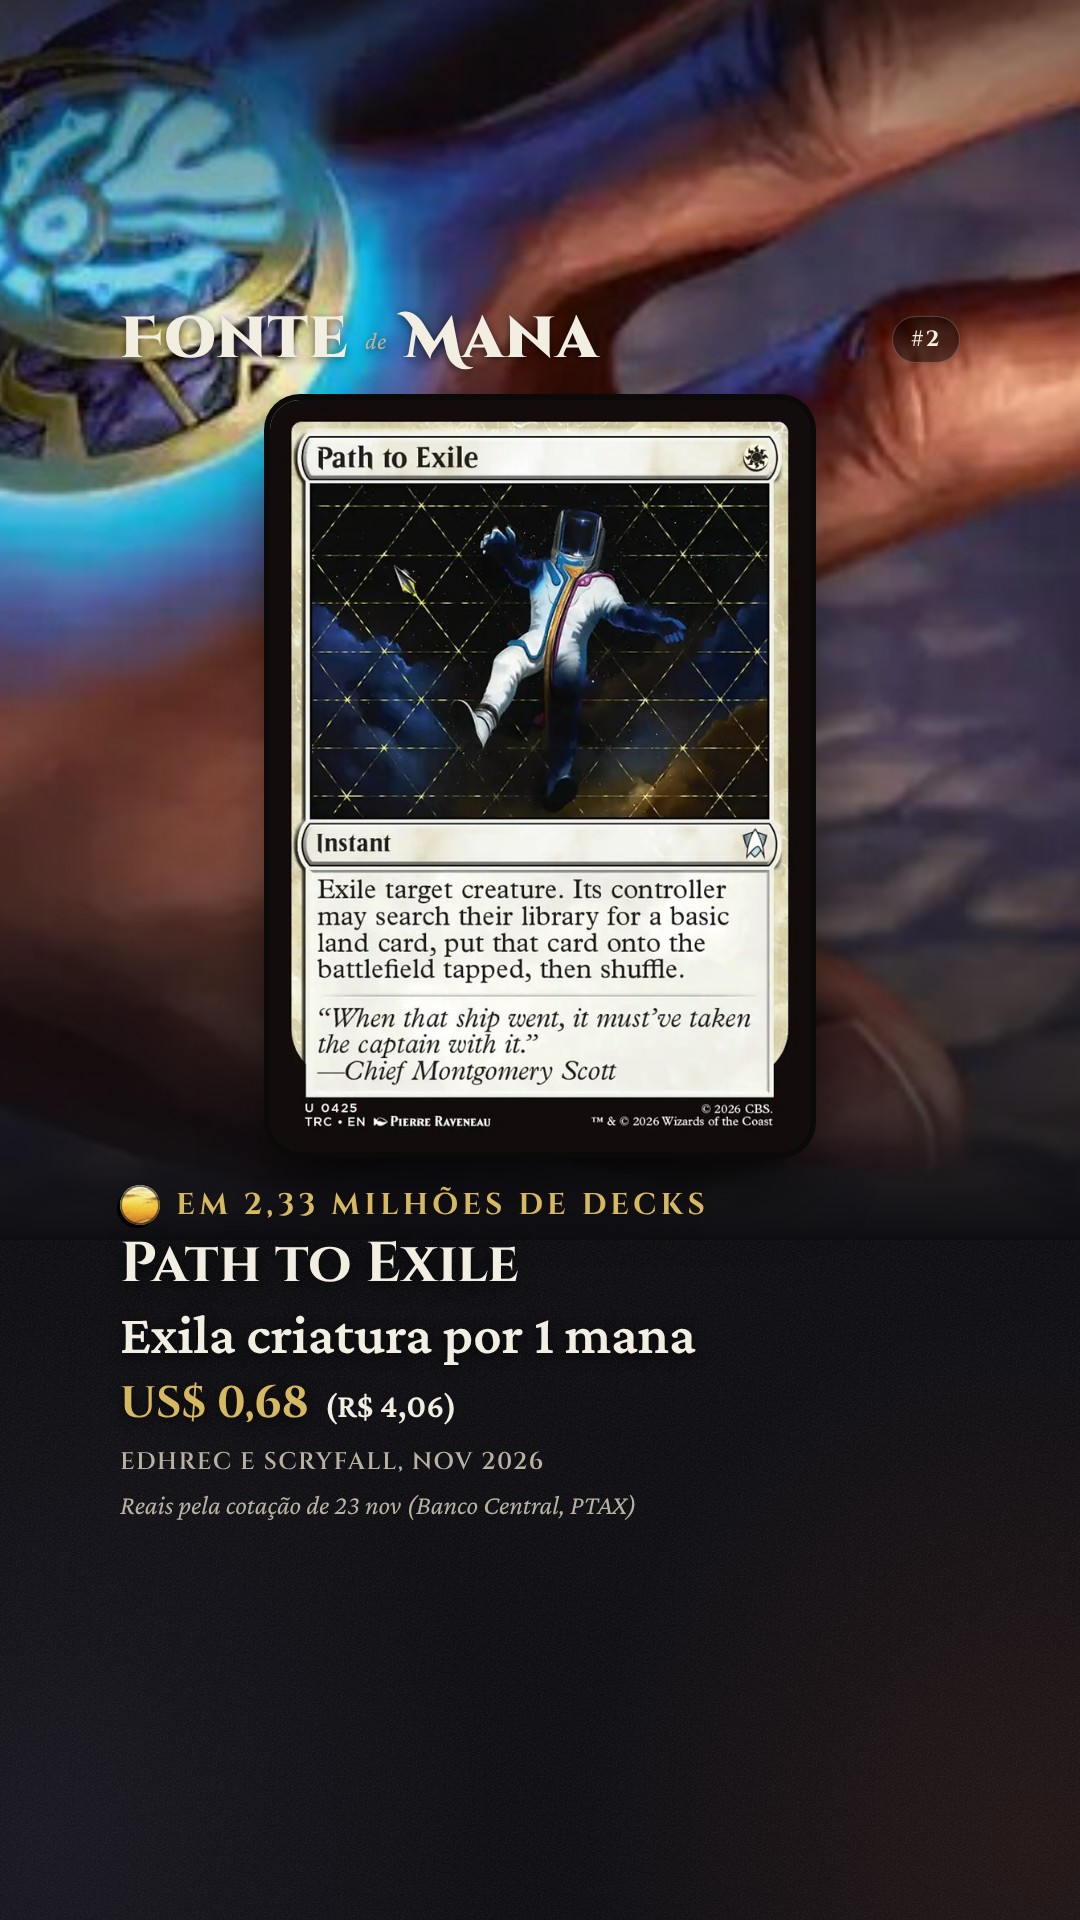 Fonte de Mana
#2
Path to Exile
Instant
Exile target creature. Its controller
may search their library for a basic
land card, put that card onto the
battlefield tapped, then shuffle.
“When that ship went, it must’ve taken
the captain with it.”
—Chief Montgomery Scott
U 0425
TRC • EN Pierre Raveneau
© 2026 CBS.
™ & © 2026 Wizards of the Coast
EM 2,33 MILHÕES DE DECKS
Path to Exile
Exila criatura por 1 mana
US$ 0,68 (R$ 4,06)
EDHREC E SCRYFALL, NOV 2026
Reais pela cotação de 23 nov (Banco Central, PTAX)